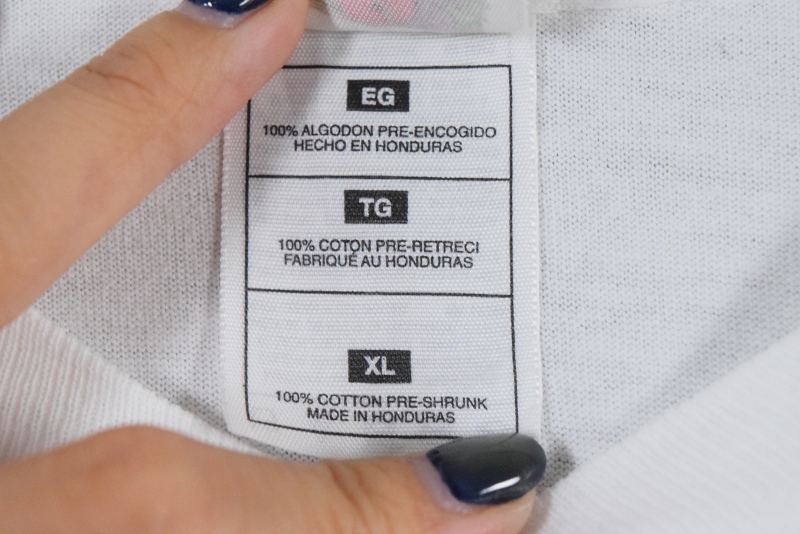 EG
100% ALGODON PRE-ENCOGIDO
HECHO EN HONDURAS
TG
100% COTON PRE-RETRECI
FABRIQUÉ AU HONDURAS
XL
100% COTTON PRE-SHRUNK
MADE IN HONDURAS